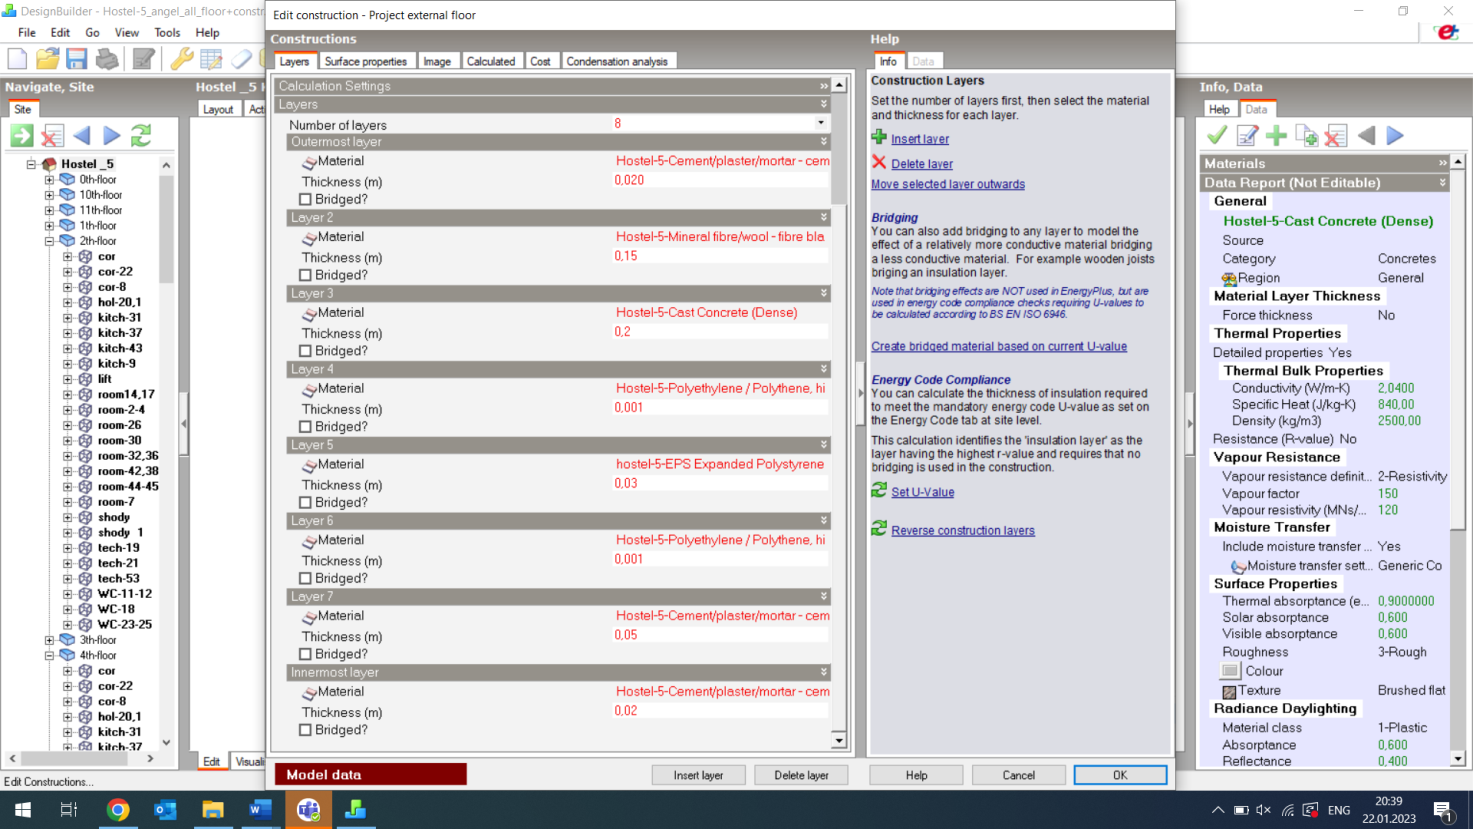 DesignBuilder - Hostel-5_angel_all_floor+constr
File Edit Go View Tools Help
Navigate, Site
Site
Hostel _5
0th-floor
10th-floor
11th-floor
1th-floor
2th-floor
cor
cor-22
cor-8
hol-20,1
kitch-31
kitch-37
kitch-43
kitch-9
lift
room14,17
room-2-4
room-26
room-30
room-32,36
room-42,38
room-44-45
room-7
shody
shody 1
tech-19
tech-21
tech-53
WC-11-12
WC-18
WC-23-25
3th-floor
4th-floor
cor
cor-22
cor-8
hol-20,1
kitch-31
kitch-37
Edit Constructions...
Hostel _5
Layout Act
Edit Visuali
Edit construction - Project external floor
Constructions
Layers Surface properties Image Calculated Cost Condensation analysis
Calculation Settings
Layers
Number of layers 8
Outermost layer
Material Hostel-5-Cement/plaster/mortar - cem
Thickness (m) 0,020
Bridged?
Layer 2
Material Hostel-5-Mineral fibre/wool - fibre bla
Thickness (m) 0,15
Bridged?
Layer 3
Material Hostel-5-Cast Concrete (Dense)
Thickness (m) 0,2
Bridged?
Layer 4
Material Hostel-5-Polyethylene / Polythene, hi
Thickness (m) 0,001
Bridged?
Layer 5
Material hostel-5-EPS Expanded Polystyrene
Thickness (m) 0,03
Bridged?
Layer 6
Material Hostel-5-Polyethylene / Polythene, hi
Thickness (m) 0,001
Bridged?
Layer 7
Material Hostel-5-Cement/plaster/mortar - cem
Thickness (m) 0,05
Bridged?
Innermost layer
Material Hostel-5-Cement/plaster/mortar - cem
Thickness (m) 0,02
Bridged?
Model data
Insert layer Delete layer Help Cancel OK
Help
Info Data
Construction Layers
Set the number of layers first, then select the material
and thickness for each layer.
Insert layer
Delete layer
Move selected layer outwards
Bridging
You can also add bridging to any layer to model the
effect of a relatively more conductive material bridging
a less conductive material. For example wooden joists
briging an insulation layer.
Note that bridging effects are NOT used in EnergyPlus, but are
used in energy code compliance checks requiring U-values to
be calculated according to BS EN ISO 6946.
Create bridged material based on current U-value
Energy Code Compliance
You can calculate the thickness of insulation required
to meet the mandatory energy code U-value as set on
the Energy Code tab at site level.
This calculation identifies the 'insulation layer' as the
layer having the highest r-value and requires that no
bridging is used in the construction.
Set U-Value
Reverse construction layers
Info, Data
Help Data
Materials
Data Report (Not Editable)
General
Hostel-5-Cast Concrete (Dense)
Source
Category Concretes
Region General
Material Layer Thickness
Force thickness No
Thermal Properties
Detailed properties Yes
Thermal Bulk Properties
Conductivity (W/m-K) 2,0400
Specific Heat (J/kg-K) 840,00
Density (kg/m3) 2500,00
Resistance (R-value) No
Vapour Resistance
Vapour resistance definit... 2-Resistivity
Vapour factor 150
Vapour resistivity (MNs/... 120
Moisture Transfer
Include moisture transfer ... Yes
Moisture transfer sett... Generic Co
Surface Properties
Thermal absorptance (e... 0,9000000
Solar absorptance 0,600
Visible absorptance 0,600
Roughness 3-Rough
Colour
Texture Brushed flat
Radiance Daylighting
Material class 1-Plastic
Absorptance 0,600
Reflectance 0,400
ENG
20:39
22.01.2023
1